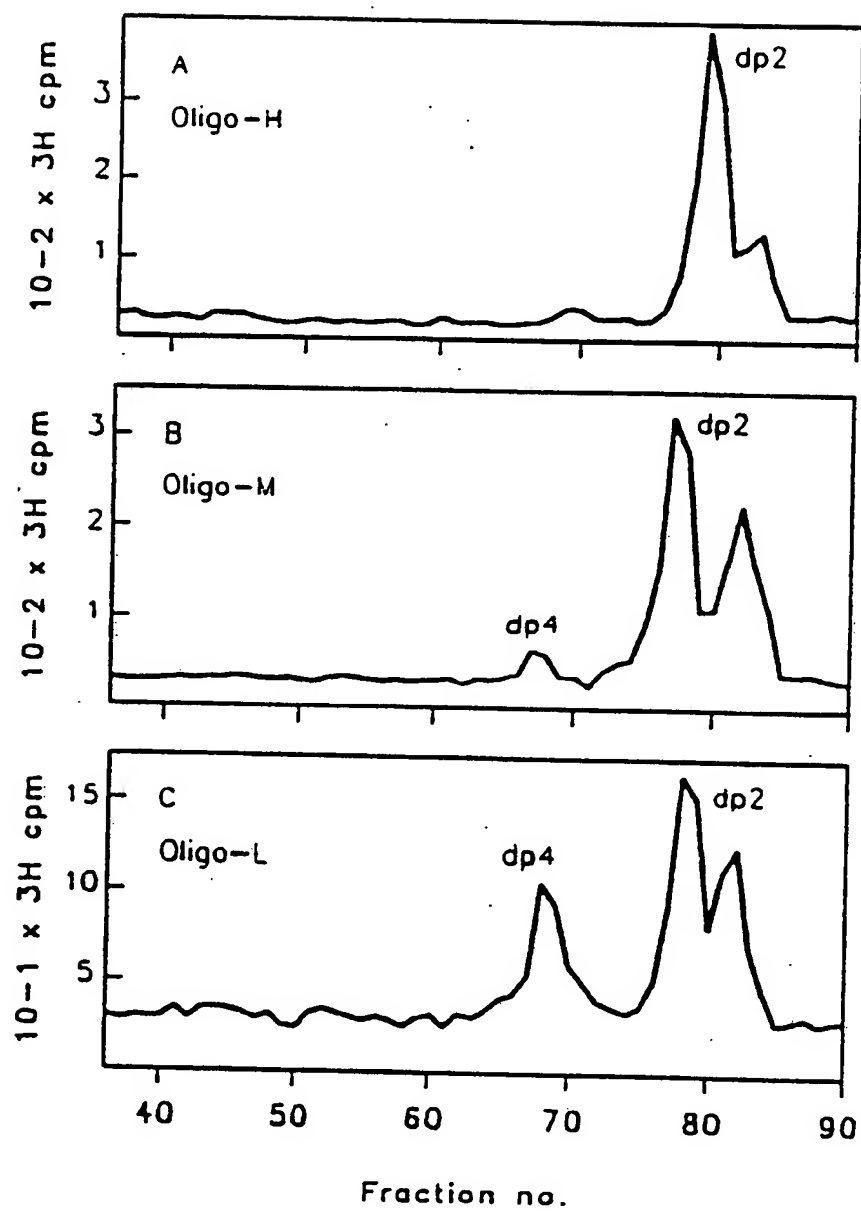 A
dp2
Oligo-H
3
2
1
10-2 x 3H cpm
B
dp2
Oligo-M
dp4
3
2
1
10-2 x 3H cpm
C
dp2
Oligo-L
dp4
15
10
5
10-1 x 3H cpm
40 50 60 70 80 90
Fraction no.